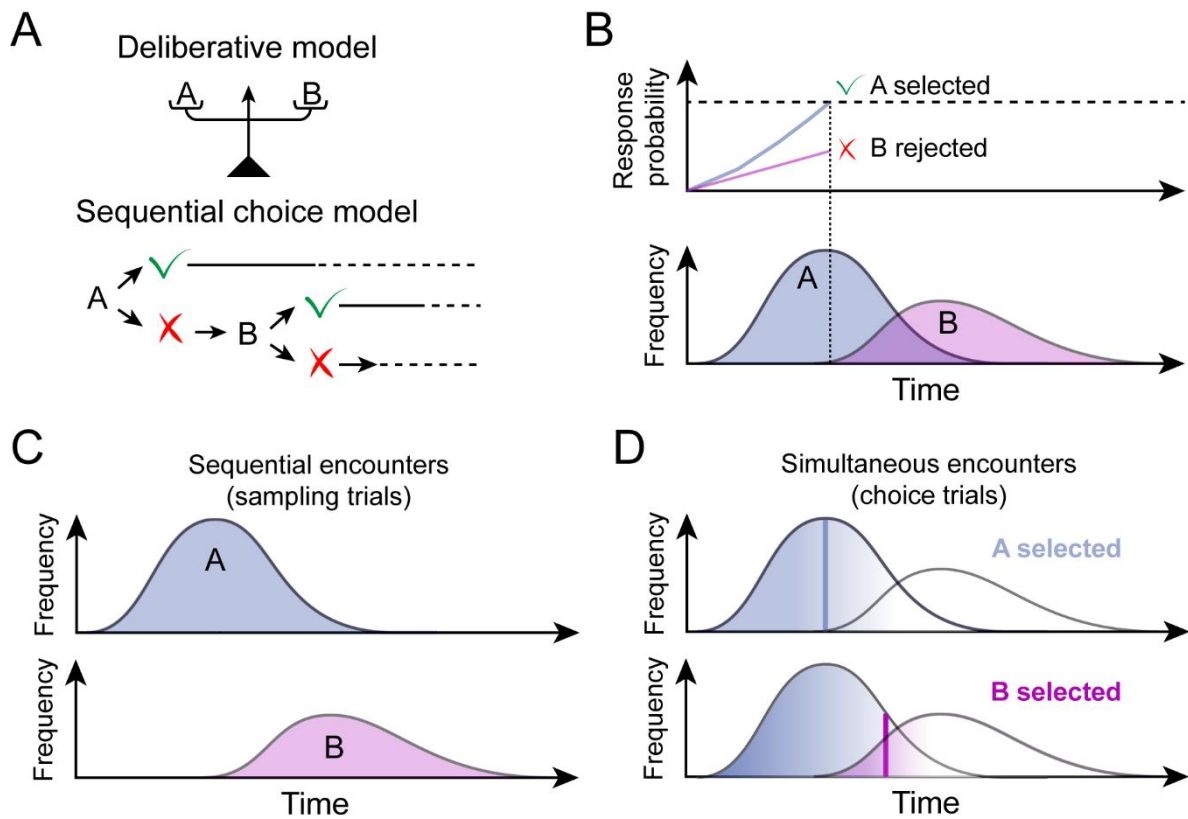 A
Deliberative model
A
B
Sequential choice model
A
B
B
Response
probability
A selected
B rejected
Frequency
A
B
Time
C
Sequential encounters
(sampling trials)
Frequency
A
Frequency
B
Time
D
Simultaneous encounters
(choice trials)
Frequency
A selected
Frequency
B selected
Time